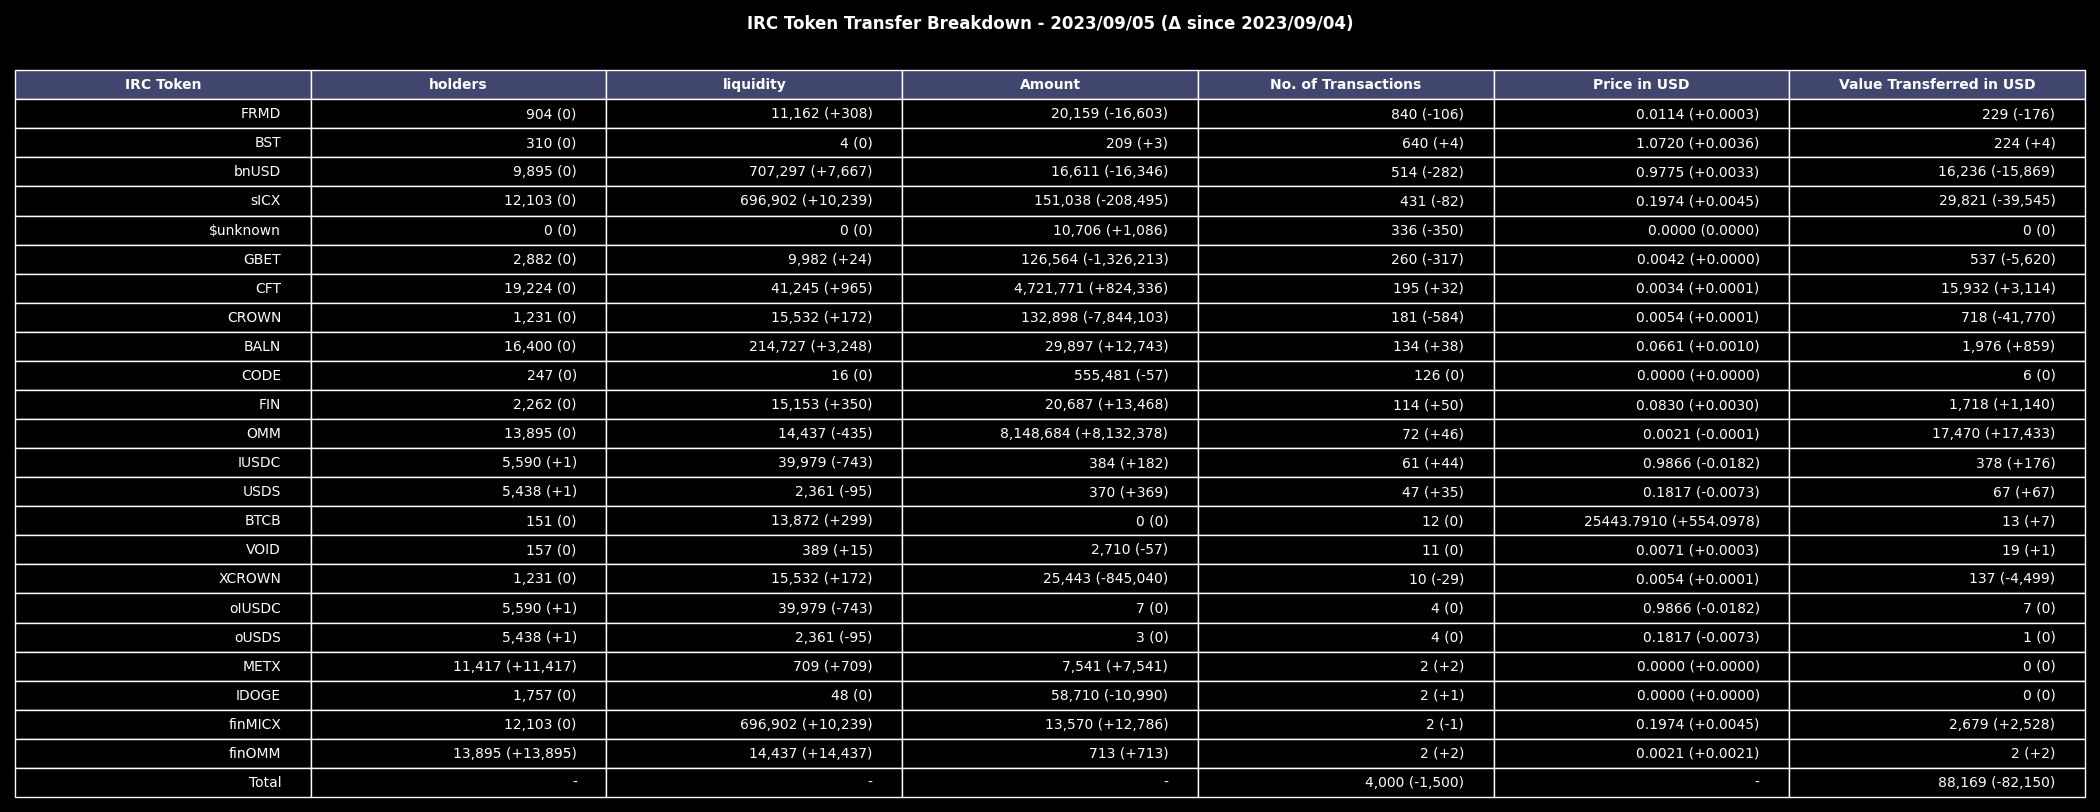 IRC Token Transfer Breakdown - 2023/09/05 (Δ since 2023/09/04)
IRC Token holders liquidity Amount No. of Transactions Price in USD Value Transferred in USD
FRMD 904 (0) 11,162 (+308) 20,159 (-16,603) 840 (-106) 0.0114 (+0.0003) 229 (-176)
BST 310 (0) 4 (0) 209 (+3) 640 (+4) 1.0720 (+0.0036) 224 (+4)
bnUSD 9,895 (0) 707,297 (+7,667) 16,611 (-16,346) 514 (-282) 0.9775 (+0.0033) 16,236 (-15,869)
sICX 12,103 (0) 696,902 (+10,239) 151,038 (-208,495) 431 (-82) 0.1974 (+0.0045) 29,821 (-39,545)
$unknown 0 (0) 0 (0) 10,706 (+1,086) 336 (-350) 0.0000 (0.0000) 0 (0)
GBET 2,882 (0) 9,982 (+24) 126,564 (-1,326,213) 260 (-317) 0.0042 (+0.0000) 537 (-5,620)
CFT 19,224 (0) 41,245 (+965) 4,721,771 (+824,336) 195 (+32) 0.0034 (+0.0001) 15,932 (+3,114)
CROWN 1,231 (0) 15,532 (+172) 132,898 (-7,844,103) 181 (-584) 0.0054 (+0.0001) 718 (-41,770)
BALN 16,400 (0) 214,727 (+3,248) 29,897 (+12,743) 134 (+38) 0.0661 (+0.0010) 1,976 (+859)
CODE 247 (0) 16 (0) 555,481 (-57) 126 (0) 0.0000 (+0.0000) 6 (0)
FIN 2,262 (0) 15,153 (+350) 20,687 (+13,468) 114 (+50) 0.0830 (+0.0030) 1,718 (+1,140)
OMM 13,895 (0) 14,437 (-435) 8,148,684 (+8,132,378) 72 (+46) 0.0021 (-0.0001) 17,470 (+17,433)
IUSDC 5,590 (+1) 39,979 (-743) 384 (+182) 61 (+44) 0.9866 (-0.0182) 378 (+176)
USDS 5,438 (+1) 2,361 (-95) 370 (+369) 47 (+35) 0.1817 (-0.0073) 67 (+67)
BTCB 151 (0) 13,872 (+299) 0 (0) 12 (0) 25443.7910 (+554.0978) 13 (+7)
VOID 157 (0) 389 (+15) 2,710 (-57) 11 (0) 0.0071 (+0.0003) 19 (+1)
XCROWN 1,231 (0) 15,532 (+172) 25,443 (-845,040) 10 (-29) 0.0054 (+0.0001) 137 (-4,499)
oIUSDC 5,590 (+1) 39,979 (-743) 7 (0) 4 (0) 0.9866 (-0.0182) 7 (0)
oUSDS 5,438 (+1) 2,361 (-95) 3 (0) 4 (0) 0.1817 (-0.0073) 1 (0)
METX 11,417 (+11,417) 709 (+709) 7,541 (+7,541) 2 (+2) 0.0000 (+0.0000) 0 (0)
IDOGE 1,757 (0) 48 (0) 58,710 (-10,990) 2 (+1) 0.0000 (+0.0000) 0 (0)
finMICX 12,103 (0) 696,902 (+10,239) 13,570 (+12,786) 2 (-1) 0.1974 (+0.0045) 2,679 (+2,528)
finOMM 13,895 (+13,895) 14,437 (+14,437) 713 (+713) 2 (+2) 0.0021 (+0.0021) 2 (+2)
Total - - - 4,000 (-1,500) - 88,169 (-82,150)